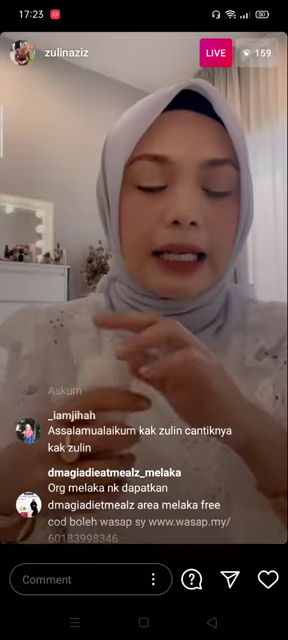 17:23
50
zulinaziz
LIVE
159
Askum
_iamjihah
Assalamualaikum kak zulin cantiknya
kak zulin
dmagiadieatmealz_melaka
Org melaka nk dapatkan
dmagiadietmealz area melaka free
cod boleh wasap sy www.wasap.my/
60183998346
Comment